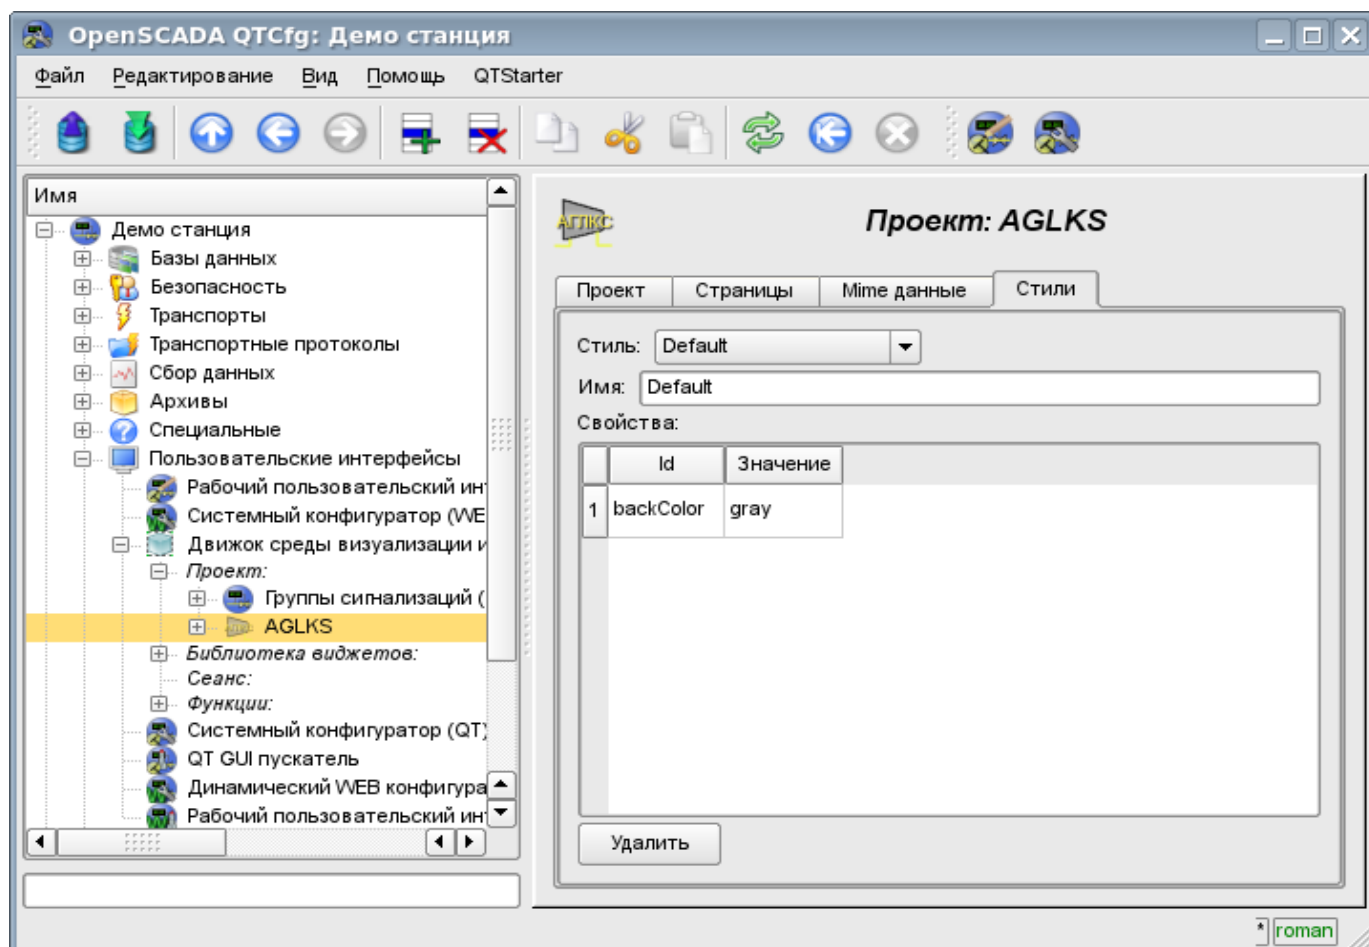 OpenSCADA QTCfg: Демо станция
Файл Редактирование Вид Помощь QTStarter
Имя
Демо станция
Базы данных
Безопасность
Транспорты
Транспортные протоколы
Сбор данных
Архивы
Специальные
Пользовательские интерфейсы
Рабочий пользовательский ин
Системный конфигуратор (WE
Движок среды визуализации и
Проект:
Группы сигнализаций (
AGLKS
Библиотека виджетов:
Сеанс:
Функции:
Системный конфигуратор (QT)
QT GUI пускатель
Динамический WEB конфигура
Рабочий пользовательский ин
АГЛКС
Проект: AGLKS
Проект Страницы Mime данные Стили
Стиль: Default
Имя: Default
Свойства:
Id Значение
1 backColor gray
Удалить
* roman